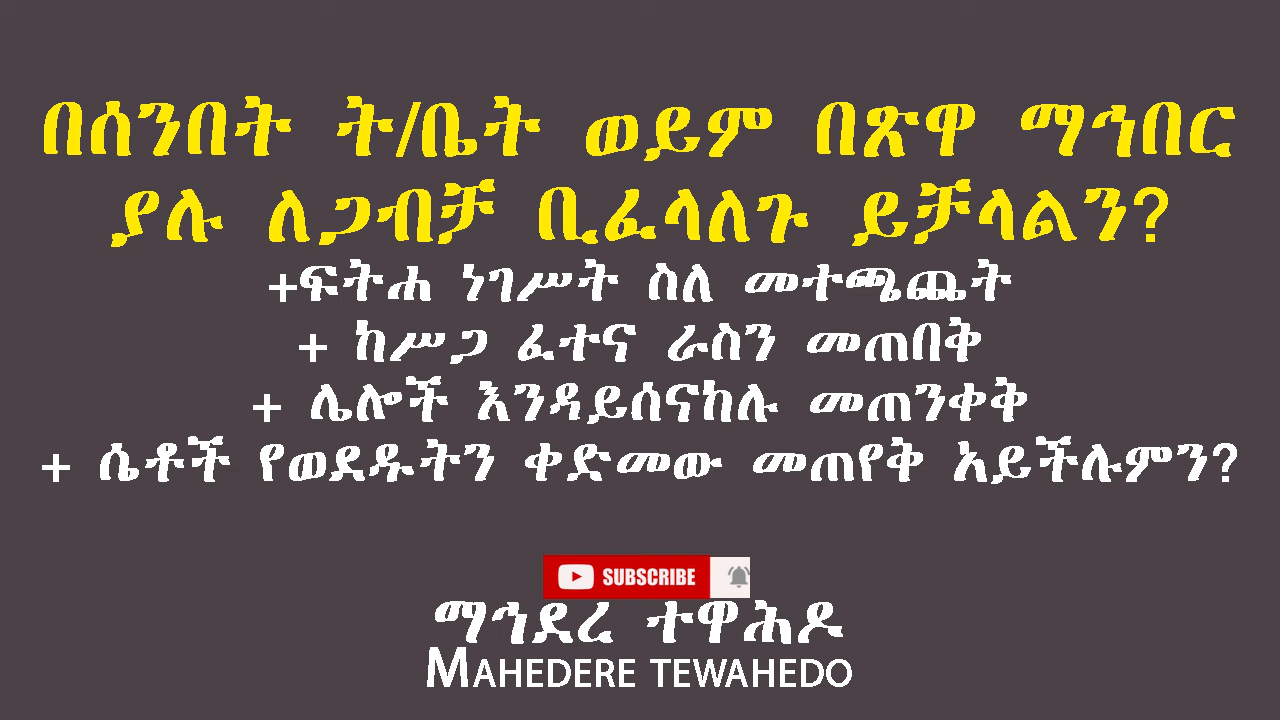 በሰንበት ት/ቤት ወይም በጽዋ ማኅበር
ያሉ ለጋብቻ ቢፈላለጉ ይቻላልን?
+ፍትሐ ነገሥት ስለ መተጫጨት
+ ከሥጋ ፈተና ራስን መጠበቅ
+ ሌሎች እንዳይሰናከሉ መጠንቀቅ
+ ሴቶች የወደዱትን ቀድመው መጠየቅ አይችሉምን?
SUBSCRIBE
ማኅደረ ተዋሕዶ
MAHEDERE TEWAHEDO